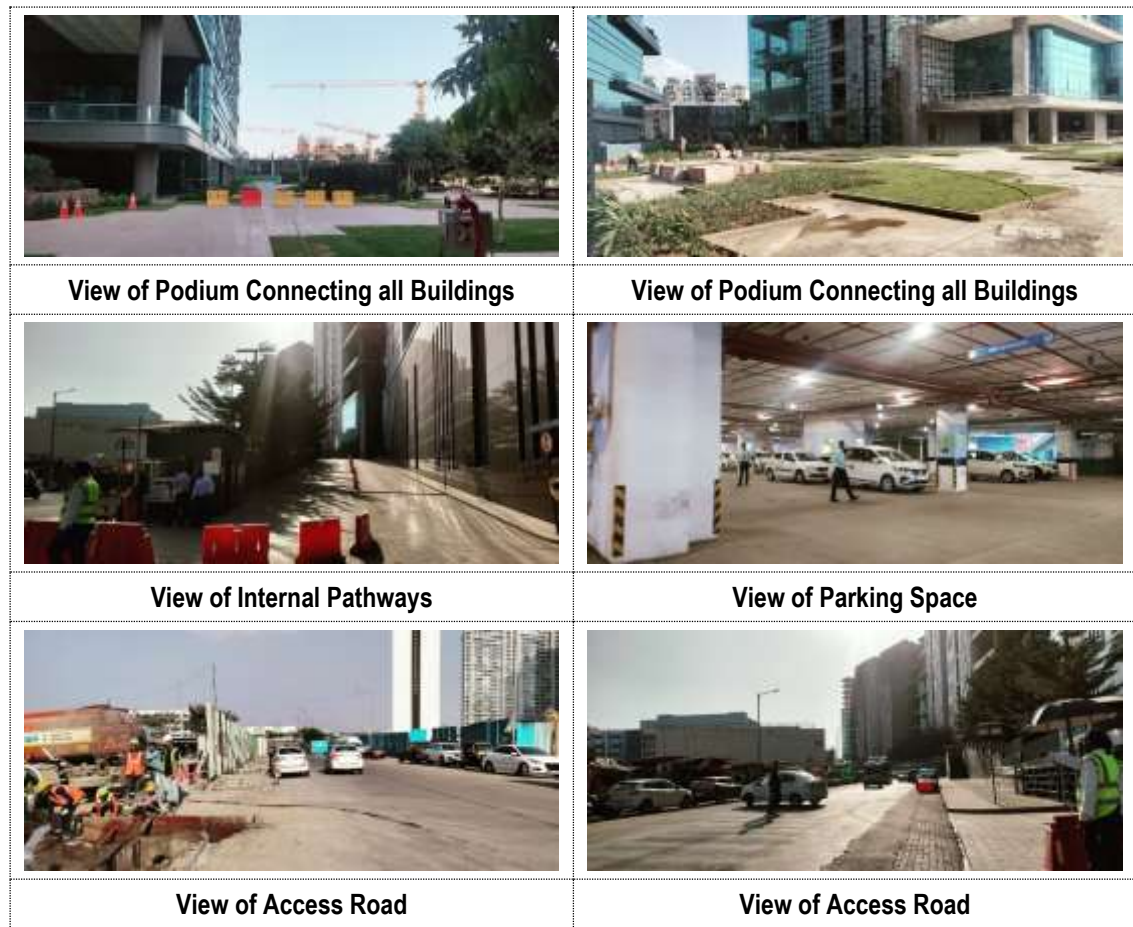 View of Podium Connecting all Buildings
View of Podium Connecting all Buildings
View of Internal Pathways
View of Parking Space
View of Access Road
View of Access Road